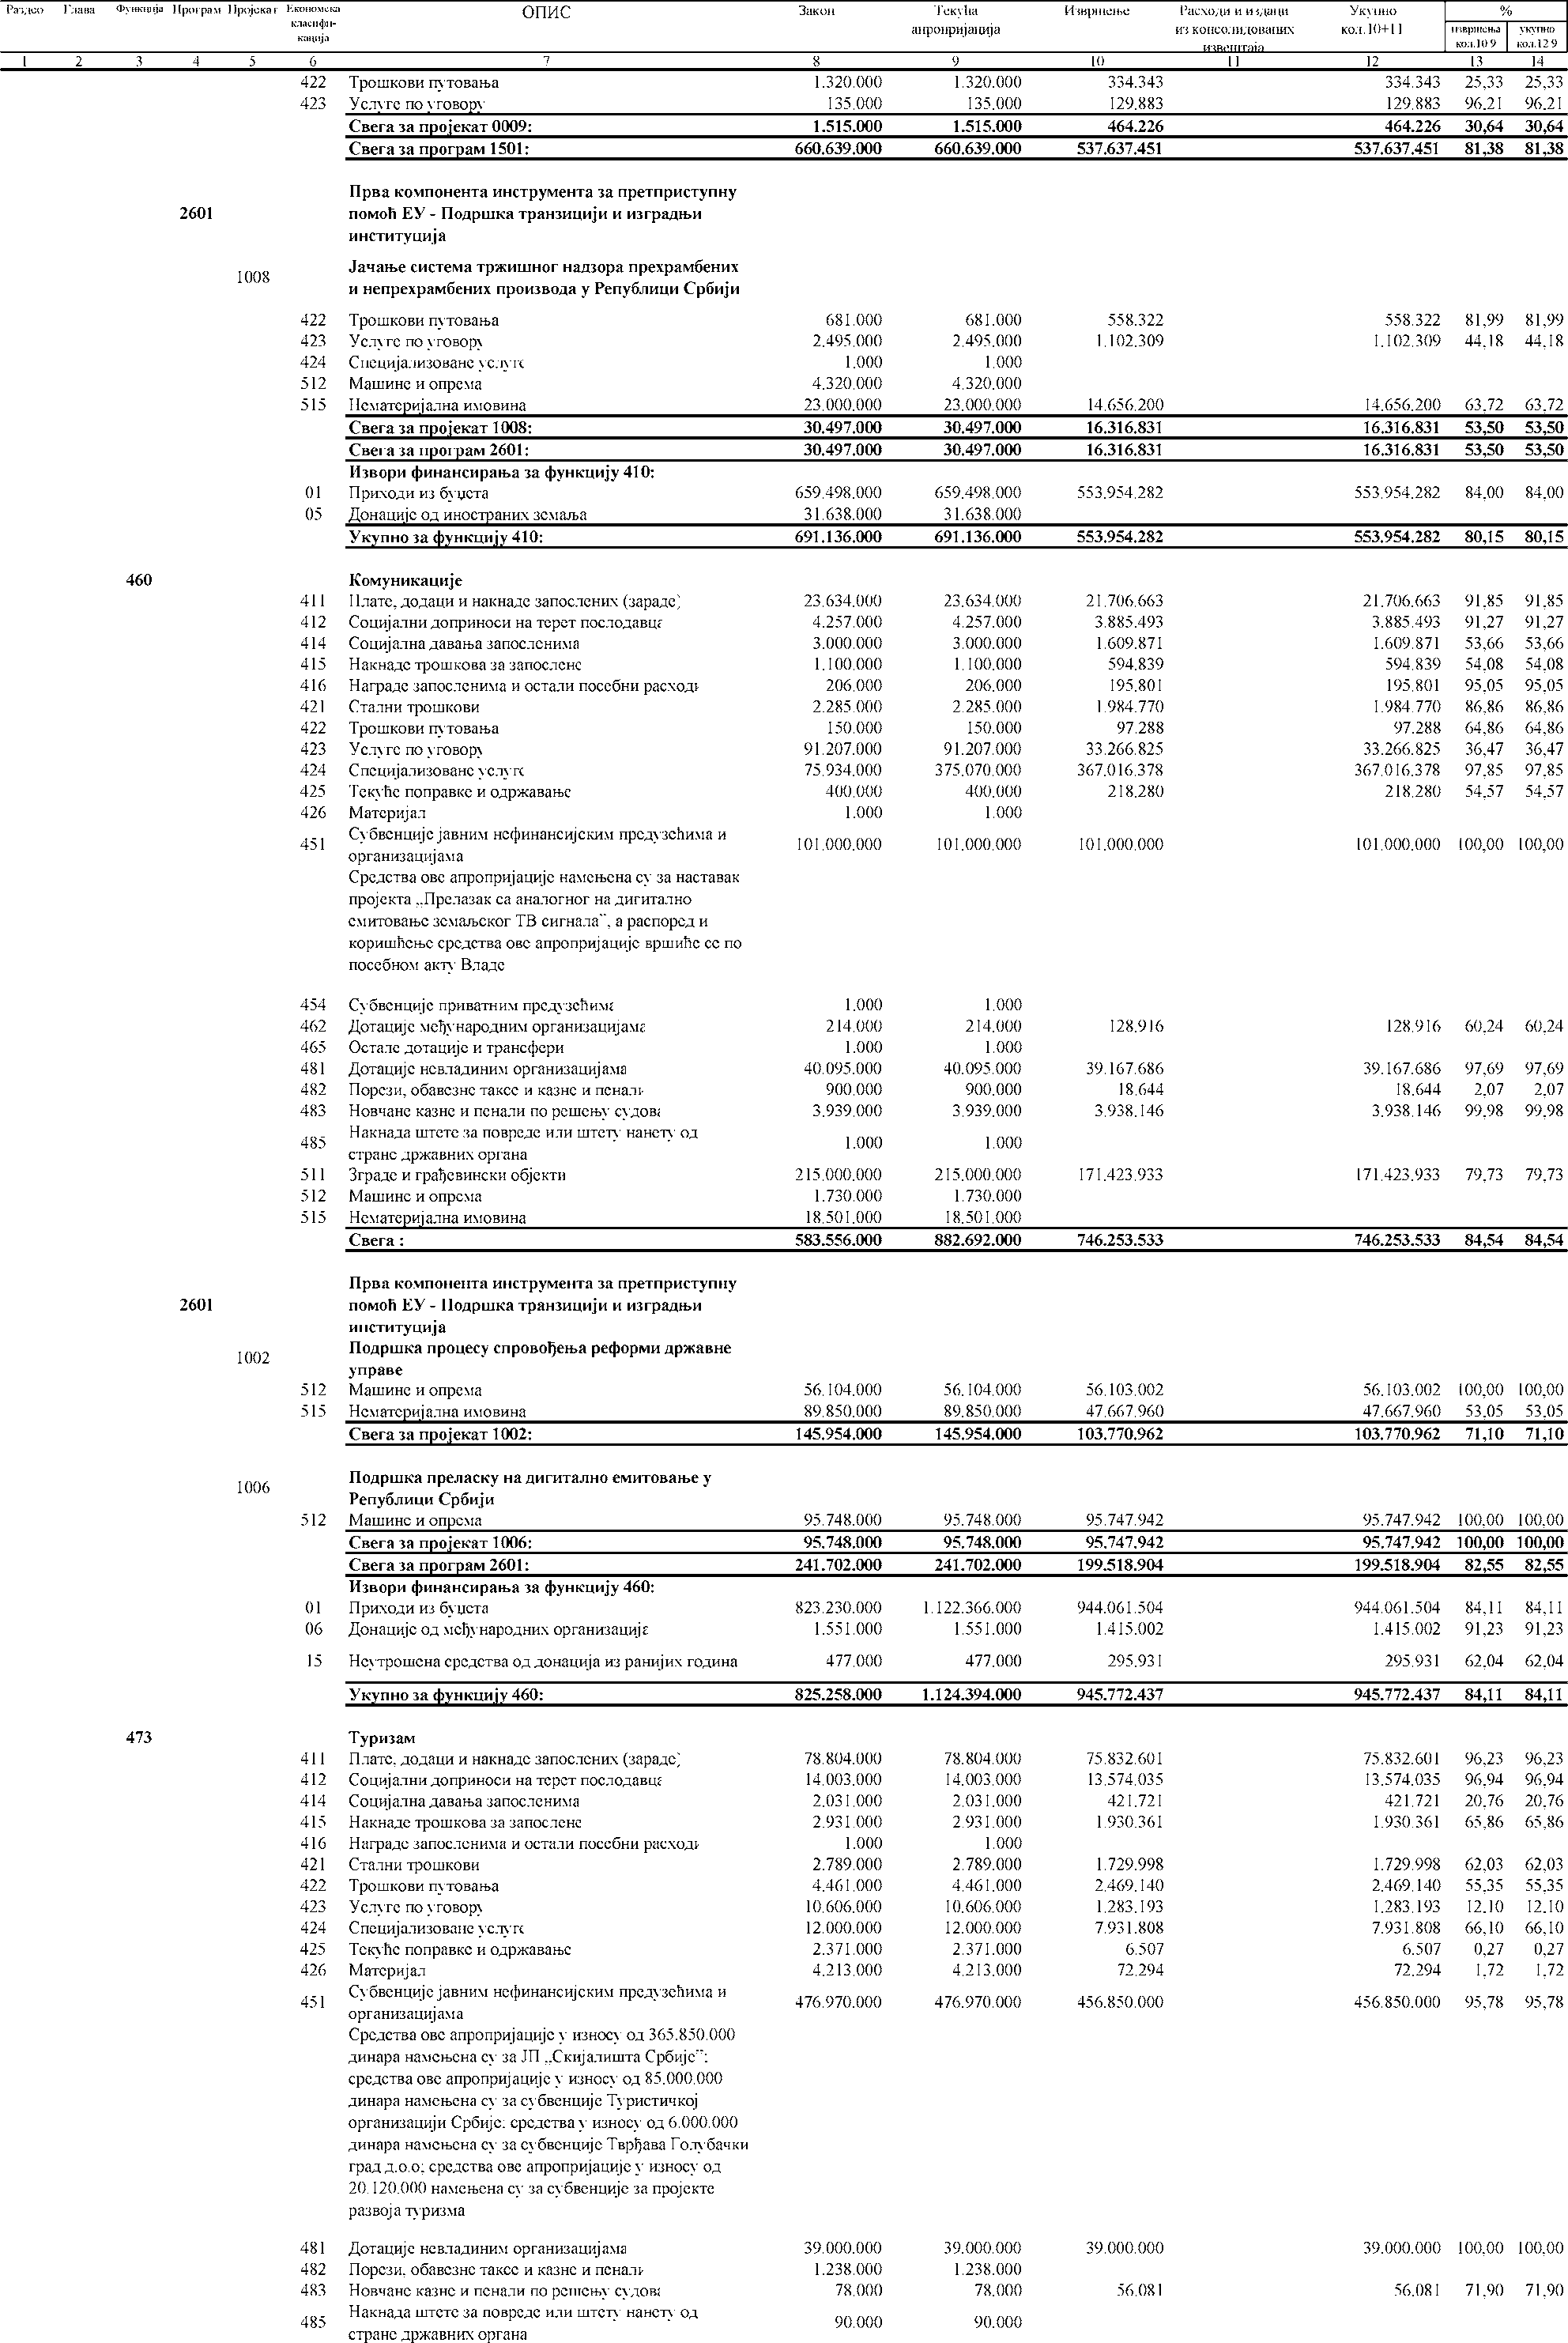 Раздео Глава Функција Програм Пројекат Економска класифи-кација ОПИС Закон Текућа апропријација Извршење Расходи и издаци из консолидованих извештаја Укупно кол.10+11 % извршења кол.10 9 укупно кол.12 9
1 2 3 4 5 6 7 8 9 10 11 12 13 14
422 Трошкови путовања 1.320.000 1.320.000 334.343 334.343 25,33 25,33
423 Услуге по уговору 135.000 135.000 129.883 129.883 96,21 96,21
Свега за пројекат 0009: 1.515.000 1.515.000 464.226 464.226 30,64 30,64
Свега за програм 1501: 660.639.000 660.639.000 537.637.451 537.637.451 81,38 81,38
Прва компонента инструмента за претприступну
2601 помоћ ЕУ - Подршка транзицији и изградњи
институција
1008 Јачање система тржишног надзора прехрамбених
и непрехрамбених производа у Републици Србији
422 Трошкови путовања 681.000 681.000 558.322 558.322 81,99 81,99
423 Услуге по уговору 2.495.000 2.495.000 1.102.309 1.102.309 44,18 44,18
424 Специјализоване услуге 1.000 1.000
512 Машине и опрема 4.320.000 4.320.000
515 Нематеријална имовина 23.000.000 23.000.000 14.656.200 14.656.200 63,72 63,72
Свега за пројекат 1008: 30.497.000 30.497.000 16.316.831 16.316.831 53,50 53,50
Свега за програм 2601: 30.497.000 30.497.000 16.316.831 16.316.831 53,50 53,50
Извори финансирања за функцију 410:
01 Приходи из буџета 659.498.000 659.498.000 553.954.282 553.954.282 84,00 84,00
05 Донације од иностраних земаља 31.638.000 31.638.000
Укупно за функцију 410: 691.136.000 691.136.000 553.954.282 553.954.282 80,15 80,15
460 Комуникације
411 Плате, додаци и накнаде запослених (зараде) 23.634.000 23.634.000 21.706.663 21.706.663 91,85 91,85
412 Социјални доприноси на терет послодавца 4.257.000 4.257.000 3.885.493 3.885.493 91,27 91,27
414 Социјална давања запосленима 3.000.000 3.000.000 1.609.871 1.609.871 53,66 53,66
415 Накнаде трошкова за запослене 1.100.000 1.100.000 594.839 594.839 54,08 54,08
416 Награде запосленима и остали посебни расходи 206.000 206.000 195.801 195.801 95,05 95,05
421 Стални трошкови 2.285.000 2.285.000 1.984.770 1.984.770 86,86 86,86
422 Трошкови путовања 150.000 150.000 97.288 97.288 64,86 64,86
423 Услуге по уговору 91.207.000 91.207.000 33.266.825 33.266.825 36,47 36,47
424 Специјализоване услуге 75.934.000 375.070.000 367.016.378 367.016.378 97,85 97,85
425 Текуће поправке и одржавање 400.000 400.000 218.280 218.280 54,57 54,57
426 Материјал 1.000 1.000
451 Субвенције јавним нефинансијским предузећима и
организацијама 101.000.000 101.000.000 101.000.000 101.000.000 100,00 100,00
Средства ове апропријације намењена су за наставак
пројекта „Прелазак са аналогног на дигитално
емитовање земаљског ТВ сигнала”, а распоред и
коришћење средства ове апропријације вршиће се по
посебном акту Владе
454 Субвенције приватним предузећима 1.000 1.000
462 Дотације међународним организацијама 214.000 214.000 128.916 128.916 60,24 60,24
465 Остале дотације и трансфери 1.000 1.000
481 Дотације невладиним организацијама 40.095.000 40.095.000 39.167.686 39.167.686 97,69 97,69
482 Порези, обавезне таксе и казне и пенали 900.000 900.000 18.644 18.644 2,07 2,07
483 Новчане казне и пенали по решењу судова 3.939.000 3.939.000 3.938.146 3.938.146 99,98 99,98
485 Накнада штете за повреде или штету нанету од
стране државних органа 1.000 1.000
511 Зграде и грађевински објекти 215.000.000 215.000.000 171.423.933 171.423.933 79,73 79,73
512 Машине и опрема 1.730.000 1.730.000
515 Нематеријална имовина 18.501.000 18.501.000
Свега : 583.556.000 882.692.000 746.253.533 746.253.533 84,54 84,54
Прва компонента инструмента за претприступну
2601 помоћ ЕУ - Подршка транзицији и изградњи
институција
1002 Подршка процесу спровођења реформи државне
управе
512 Машине и опрема 56.104.000 56.104.000 56.103.002 56.103.002 100,00 100,00
515 Нематеријална имовина 89.850.000 89.850.000 47.667.960 47.667.960 53,05 53,05
Свега за пројекат 1002: 145.954.000 145.954.000 103.770.962 103.770.962 71,10 71,10
1006 Подршка преласку на дигитално емитовање у
Републици Србији
512 Машине и опрема 95.748.000 95.748.000 95.747.942 95.747.942 100,00 100,00
Свега за пројекат 1006: 95.748.000 95.748.000 95.747.942 95.747.942 100,00 100,00
Свега за програм 2601: 241.702.000 241.702.000 199.518.904 199.518.904 82,55 82,55
Извори финансирања за функцију 460:
01 Приходи из буџета 823.230.000 1.122.366.000 944.061.504 944.061.504 84,11 84,11
06 Донације од међународних организација 1.551.000 1.551.000 1.415.002 1.415.002 91,23 91,23
15 Неутрошена средства од донација из ранијих година 477.000 477.000 295.931 295.931 62,04 62,04
Укупно за функцију 460: 825.258.000 1.124.394.000 945.772.437 945.772.437 84,11 84,11
473 Туризам
411 Плате, додаци и накнаде запослених (зараде) 78.804.000 78.804.000 75.832.601 75.832.601 96,23 96,23
412 Социјални доприноси на терет послодавца 14.003.000 14.003.000 13.574.035 13.574.035 96,94 96,94
414 Социјална давања запосленима 2.031.000 2.031.000 421.721 421.721 20,76 20,76
415 Накнаде трошкова за запослене 2.931.000 2.931.000 1.930.361 1.930.361 65,86 65,86
416 Награде запосленима и остали посебни расходи 1.000 1.000
421 Стални трошкови 2.789.000 2.789.000 1.729.998 1.729.998 62,03 62,03
422 Трошкови путовања 4.461.000 4.461.000 2.469.140 2.469.140 55,35 55,35
423 Услуге по уговору 10.606.000 10.606.000 1.283.193 1.283.193 12,10 12,10
424 Специјализоване услуге 12.000.000 12.000.000 7.931.808 7.931.808 66,10 66,10
425 Текуће поправке и одржавање 2.371.000 2.371.000 6.507 6.507 0,27 0,27
426 Материјал 4.213.000 4.213.000 72.294 72.294 1,72 1,72
451 Субвенције јавним нефинансијским предузећима и
организацијама 476.970.000 476.970.000 456.850.000 456.850.000 95,78 95,78
Средства ове апропријације у износу од 365.850.000
динара намењена су за ЈП „Скијалишта Србије”;
средства ове апропријације у износу од 85.000.000
динара намењена су за субвенције Туристичкој
организацији Србије; средства у износу од 6.000.000
динара намењена су за субвенције Тврђава Голубачки
град д.о.о; средства ове апропријације у износу од
20.120.000 намењена су за субвенције за пројекте
развоја туризма
481 Дотације невладиним организацијама 39.000.000 39.000.000 39.000.000 39.000.000 100,00 100,00
482 Порези, обавезне таксе и казне и пенали 1.238.000 1.238.000
483 Новчане казне и пенали по решењу судова 78.000 78.000 56.081 56.081 71,90 71,90
485 Накнада штете за повреде или штету нанету од
стране државних органа 90.000 90.000